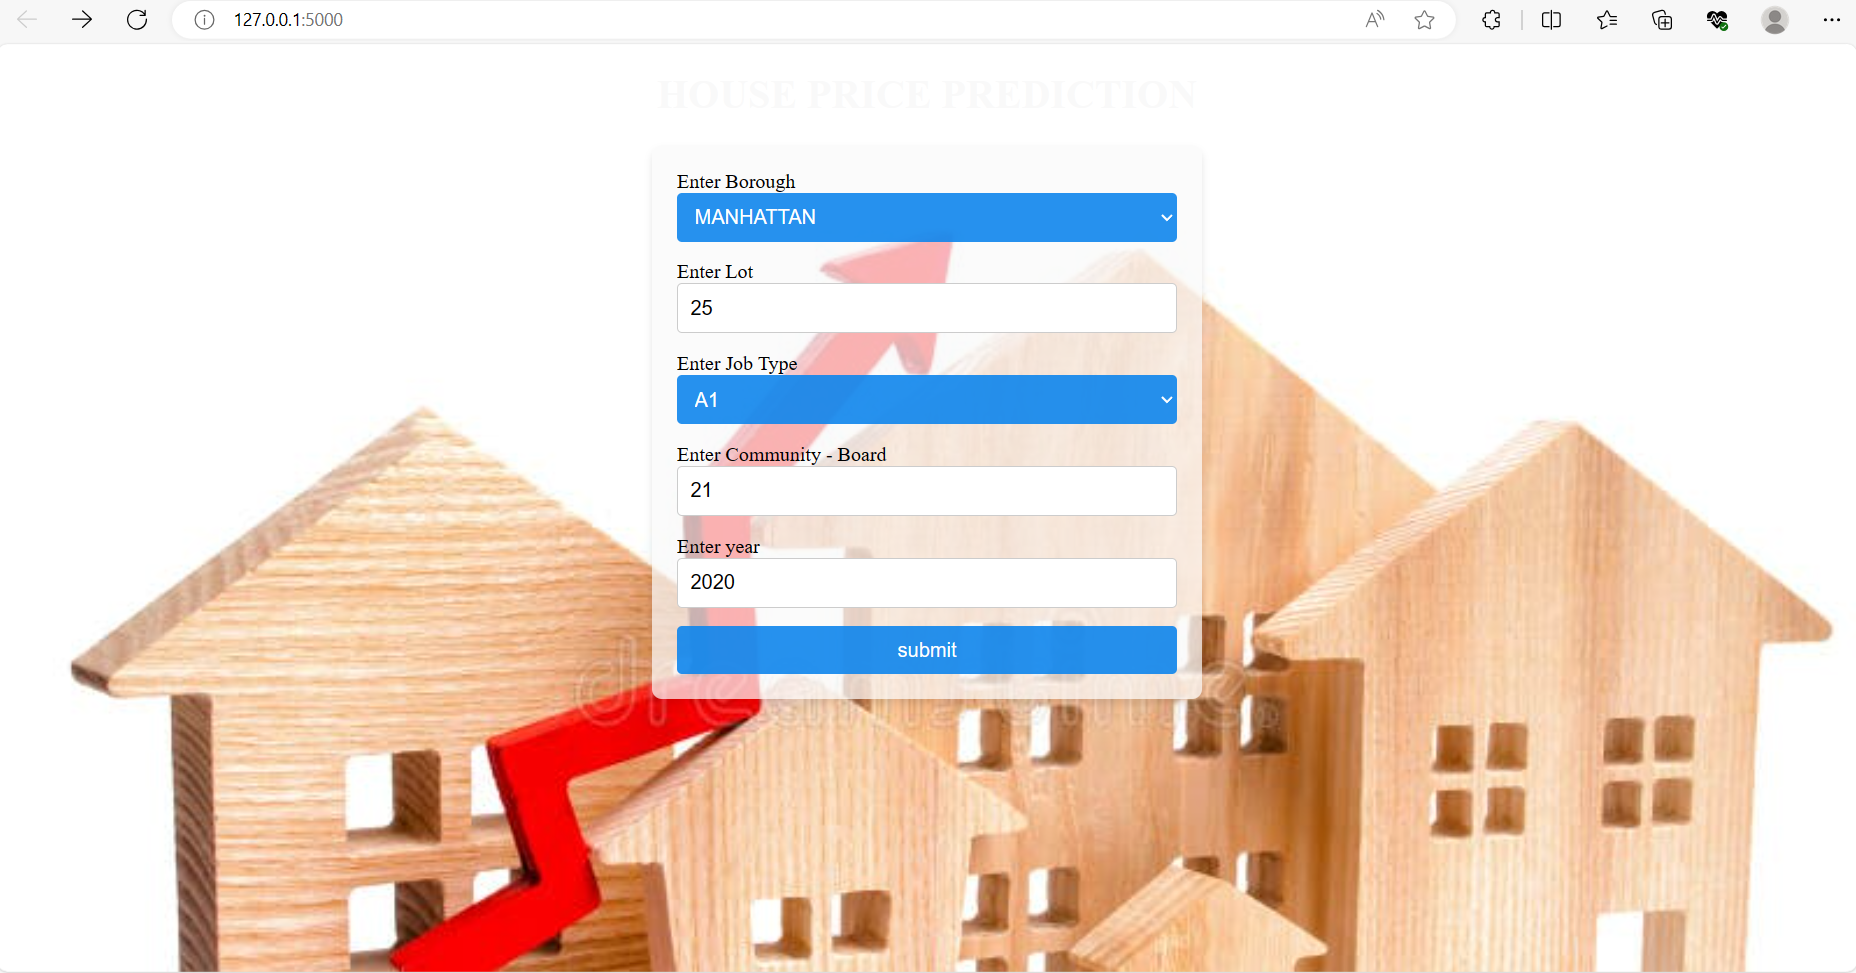 127.0.0.1:5000
HOUSE PRICE PREDICTION
Enter Borough
MANHATTAN
Enter Lot
25
Enter Job Type
A1
Enter Community - Board
21
Enter year
2020
submit